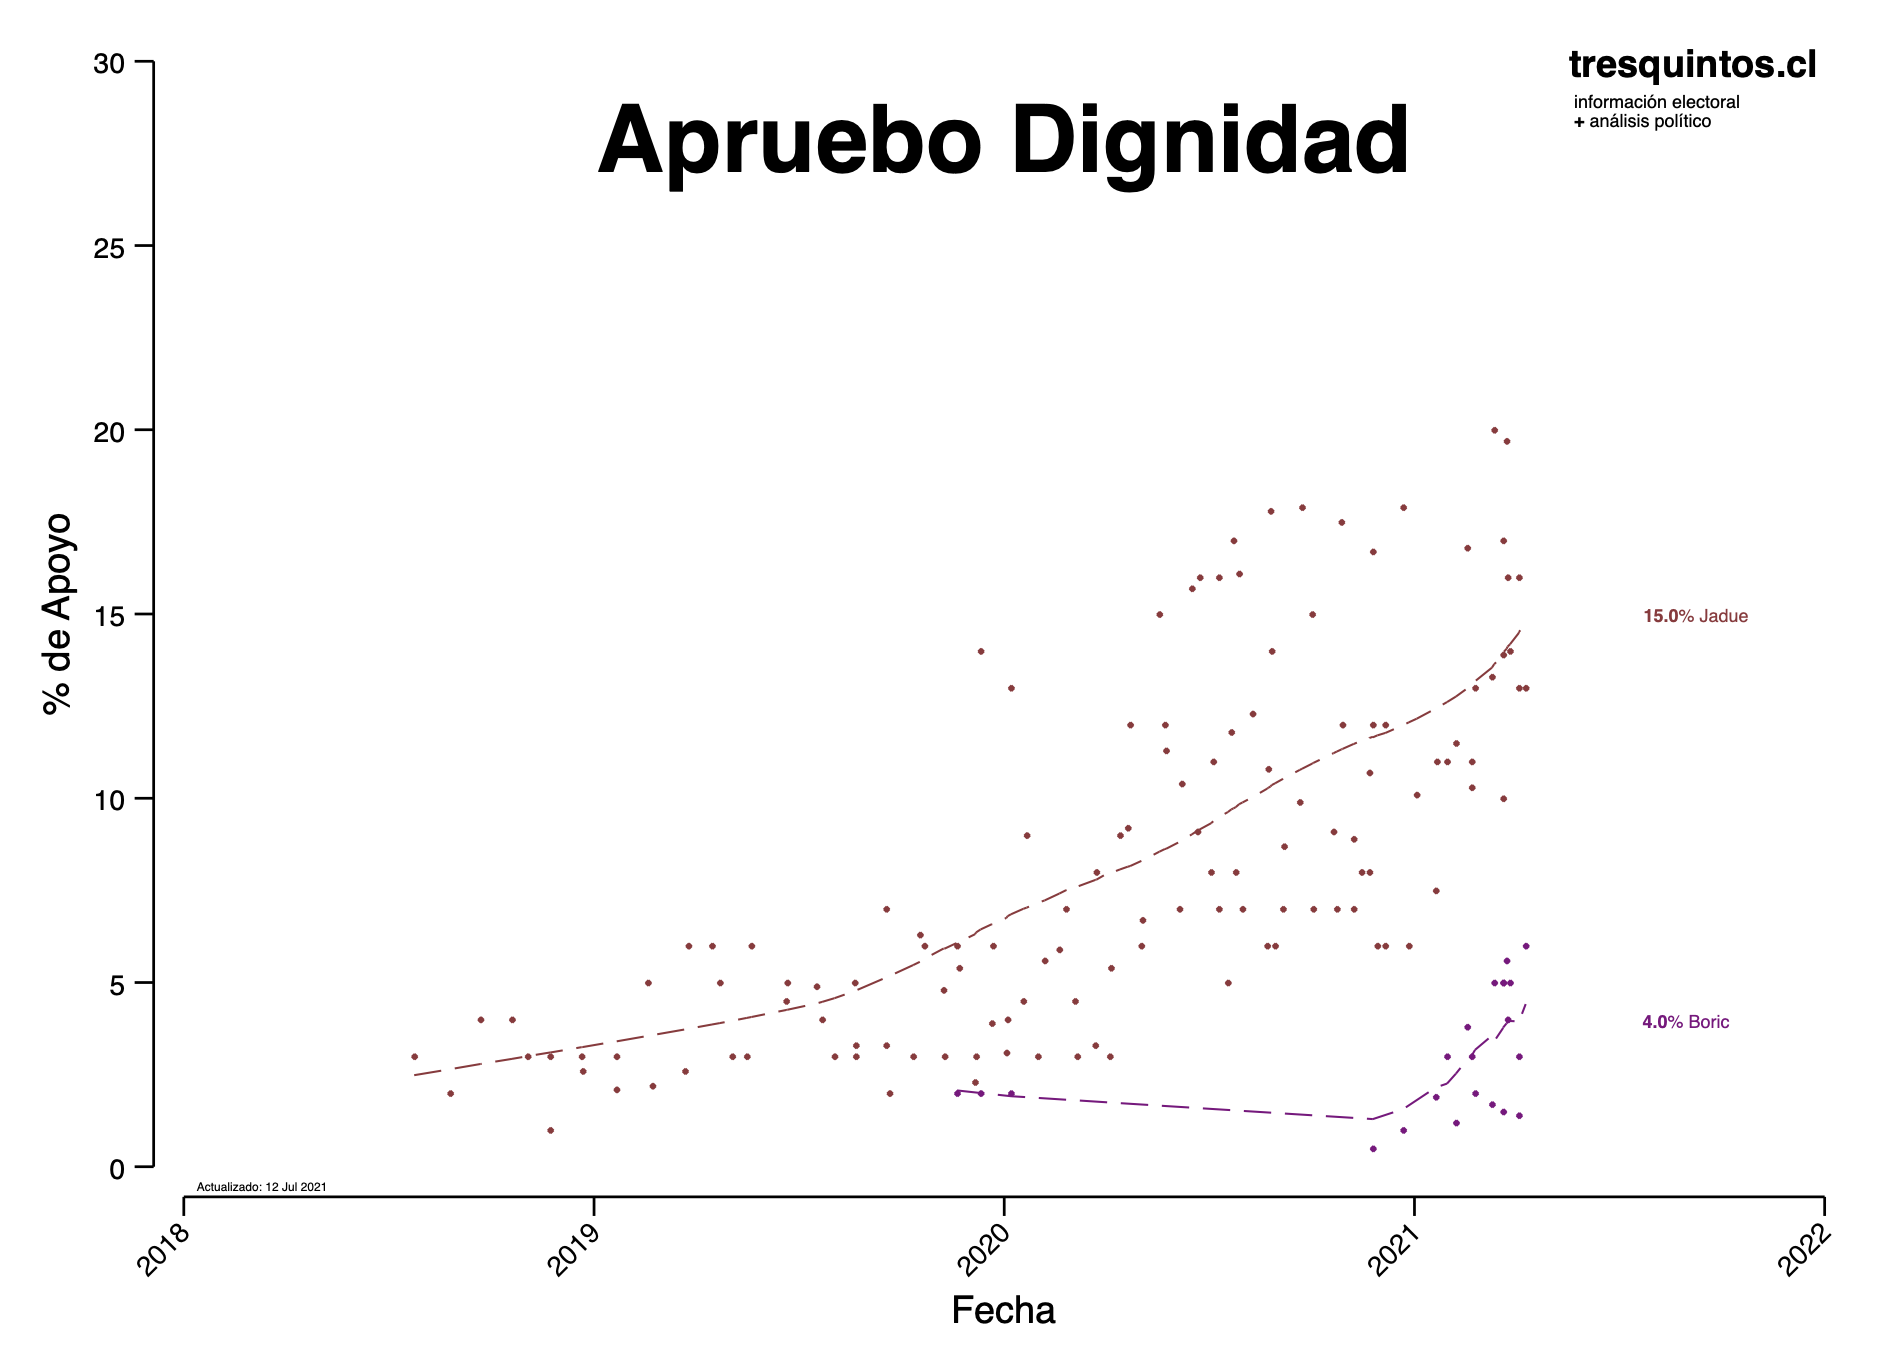 tresquintos.cl
información electoral
+ análisis político
Apruebo Dignidad
30
25
20
15
10
5
0
% de Apoyo
15.0% Jadue
4.0% Boric
Actualizado: 12 Jul 2021
2018
2019
2020
2021
2022
Fecha